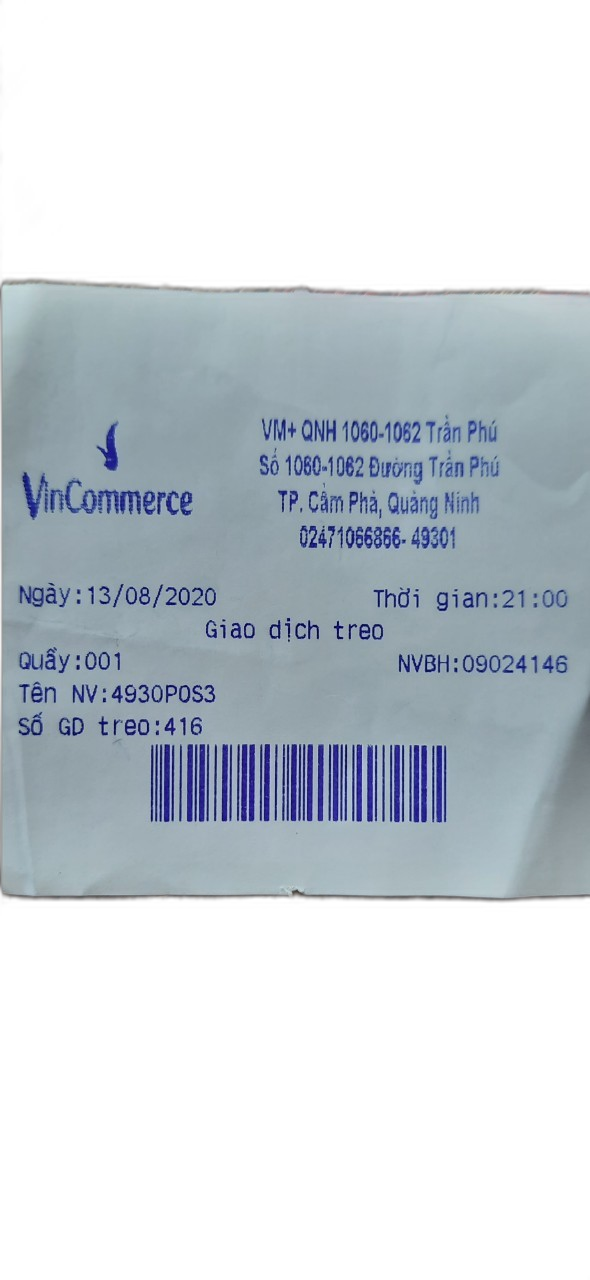 VinCommerce
VM+ QNH 1060-1062 Trần Phú
Số 1060-1062 Đường Trần Phú
TP. Cẩm Phả, Quảng Ninh
02471066866- 49301
Ngày:13/08/2020 Thời gian:21:00
Giao dịch treo
Quầy:001 NVBH:09024146
Tên NV:4930POS3
Số GD treo:416